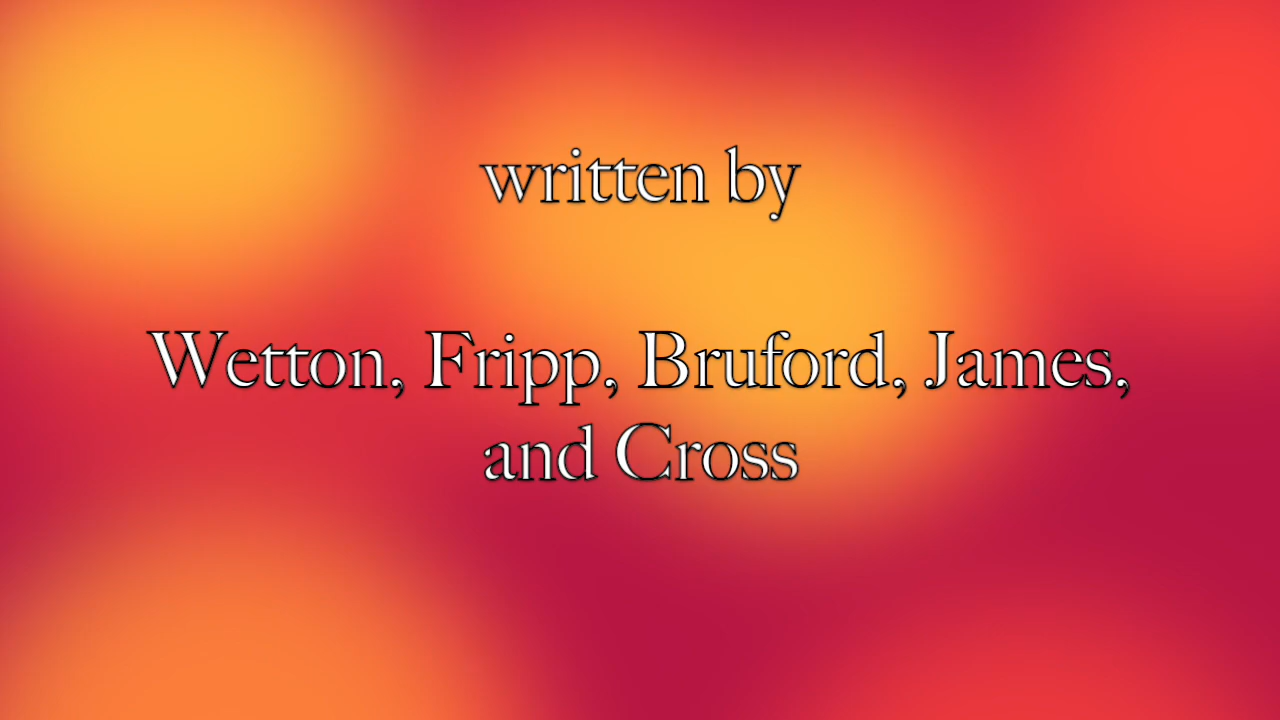 written by
Wetton, Fripp, Bruford, James,
and Cross